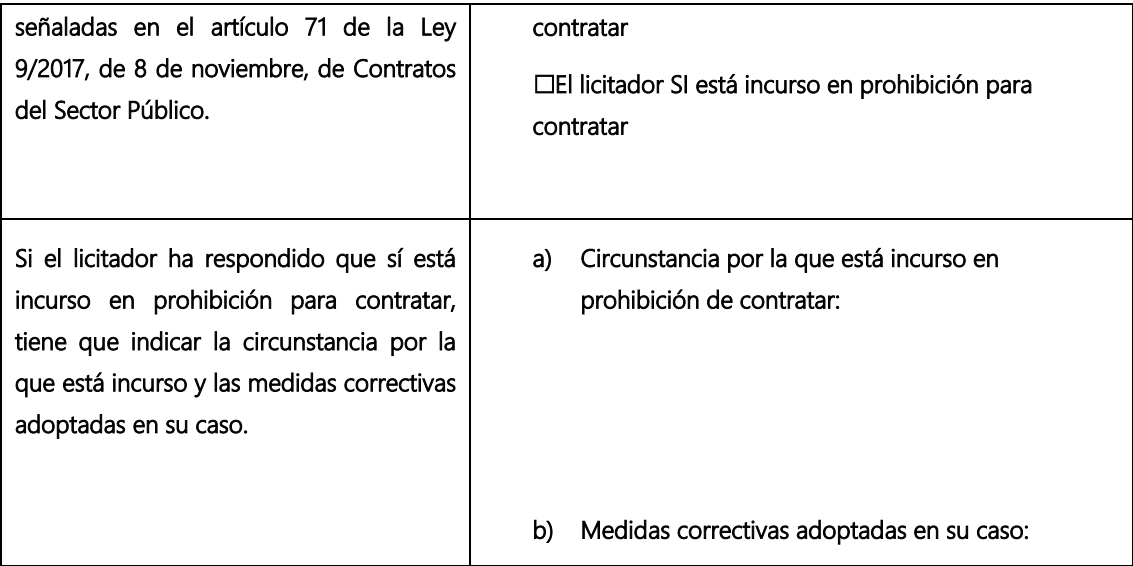 señaladas en el artículo 71 de la Ley
9/2017, de 8 de noviembre, de Contratos
del Sector Público.
contratar
☐El licitador SI está incurso en prohibición para
contratar
Si el licitador ha respondido que sí está
incurso en prohibición para contratar,
tiene que indicar la circunstancia por la
que está incurso y las medidas correctivas
adoptadas en su caso.
a) Circunstancia por la que está incurso en
prohibición de contratar:
b) Medidas correctivas adoptadas en su caso: